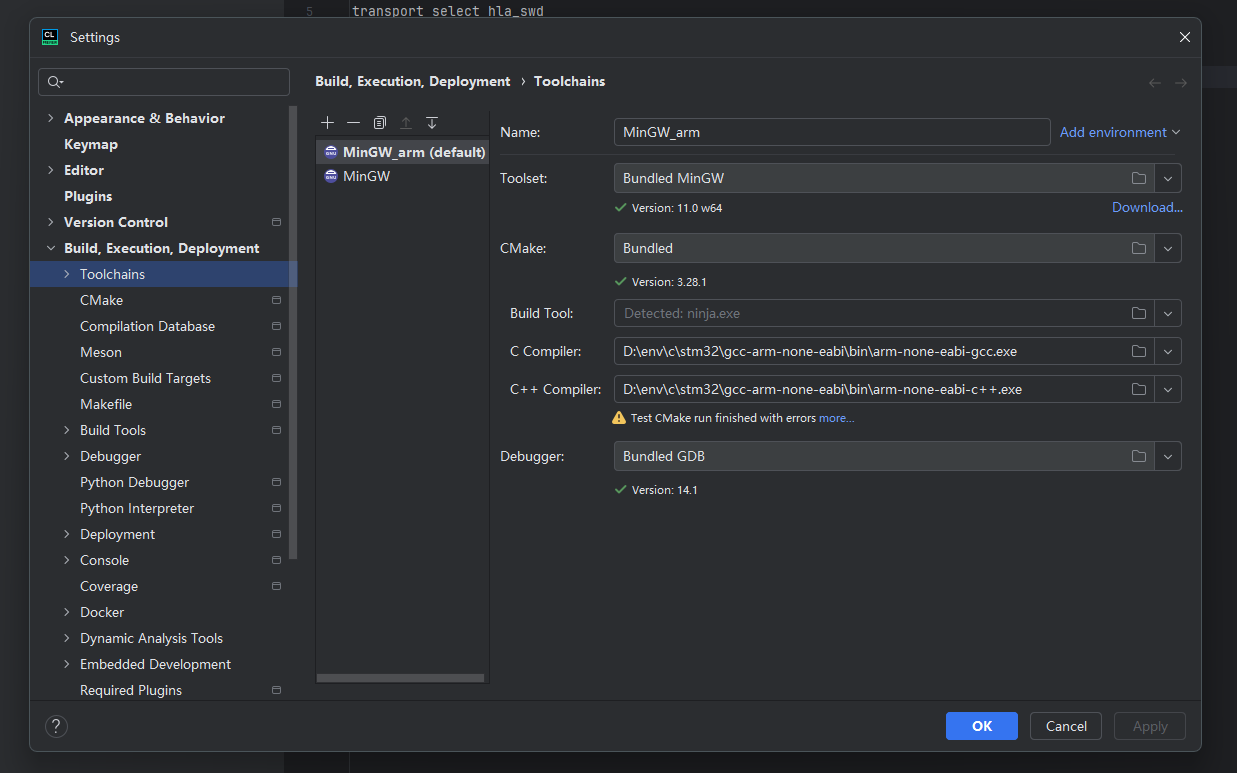 5 transport select hla_swd
CL
Settings
Build, Execution, Deployment › Toolchains
Appearance & Behavior
Keymap
Editor
Plugins
Version Control
Build, Execution, Deployment
Toolchains
CMake
Compilation Database
Meson
Custom Build Targets
Makefile
Build Tools
Debugger
Python Debugger
Python Interpreter
Deployment
Console
Coverage
Docker
Dynamic Analysis Tools
Embedded Development
Required Plugins
MinGW_arm (default)
MinGW
Name: MinGW_arm Add environment
Toolset: Bundled MinGW
Version: 11.0 w64 Download...
CMake: Bundled
Version: 3.28.1
Build Tool: Detected: ninja.exe
C Compiler: D:\env\c\stm32\gcc-arm-none-eabi\bin\arm-none-eabi-gcc.exe
C++ Compiler: D:\env\c\stm32\gcc-arm-none-eabi\bin\arm-none-eabi-c++.exe
Test CMake run finished with errors more...
Debugger: Bundled GDB
Version: 14.1
? OK Cancel Apply